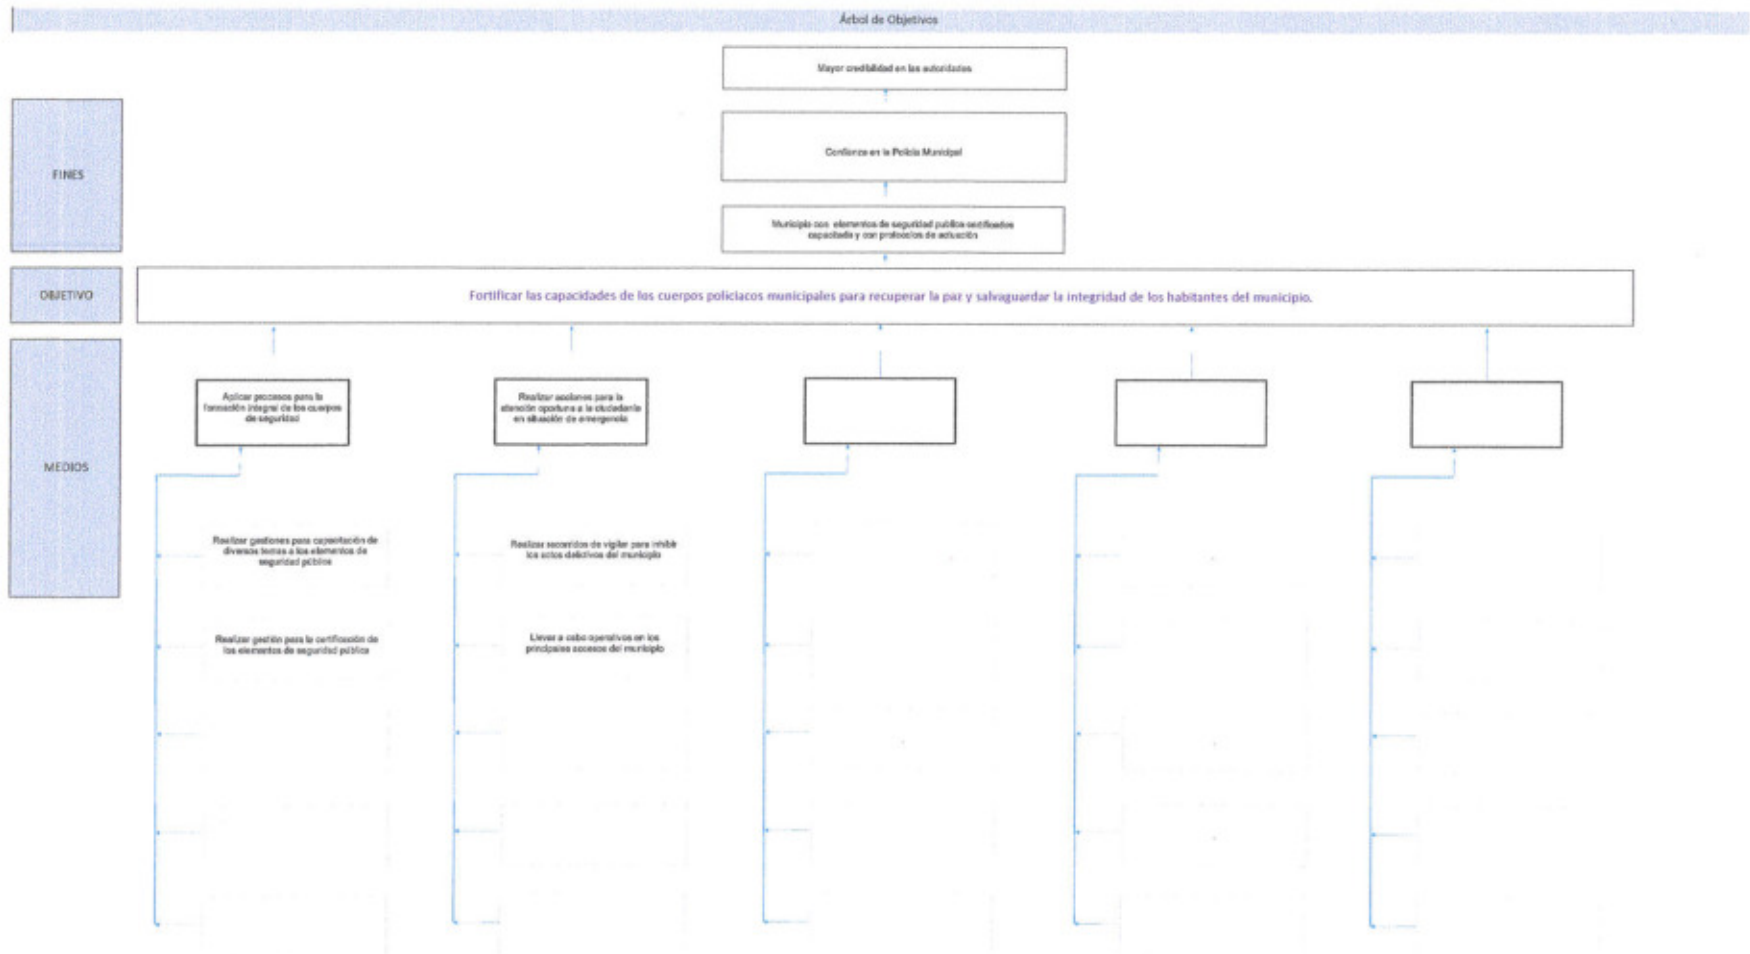 Árbol de Objetivos
Mayor credibilidad en las autoridades
FINES
Confianza en la Policía Municipal
Municipio con elementos de seguridad publica certificados
capacitada y con protocolos de actuación
OBJETIVO
Fortificar las capacidades de los cuerpos policiacos municipales para recuperar la paz y salvaguardar la integridad de los habitantes del municipio.
MEDIOS
Aplicar procesos para la
formación integral de los cuerpos
de seguridad
Realizar acciones para la
atención oportuna a la ciudadanía
en situación de emergencia
Realizar gestiones para capacitación de
diversos temas a los elementos de
seguridad pública
Realizar recorridos de vigilar para inhibir
los actos delictivos del municipio
Realizar gestión para la certificación de
los elementos de seguridad pública
Llevar a cabo operativos en los
principales accesos del municipio